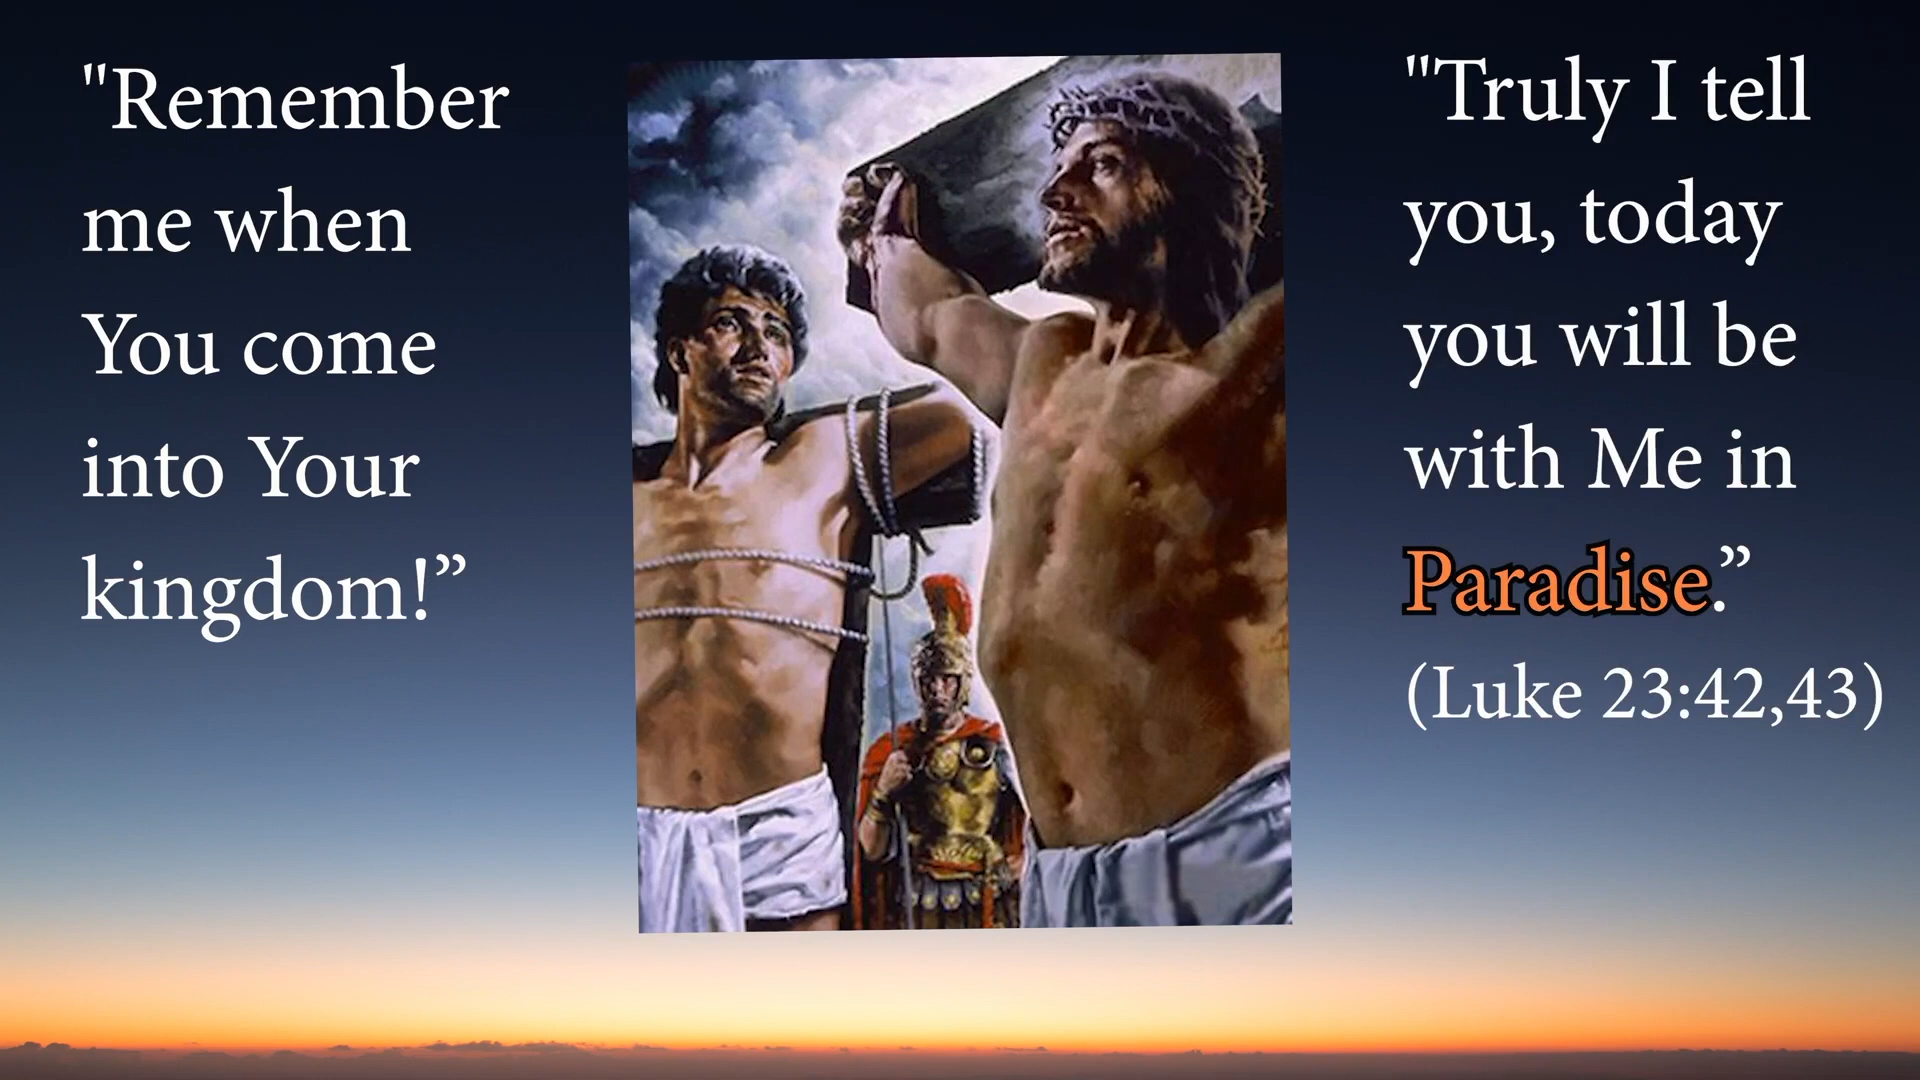 "Remember
me when
You come
into Your
kingdom!”
"Truly I tell
you, today
you will be
with Me in
Paradise.”
(Luke 23:42,43)